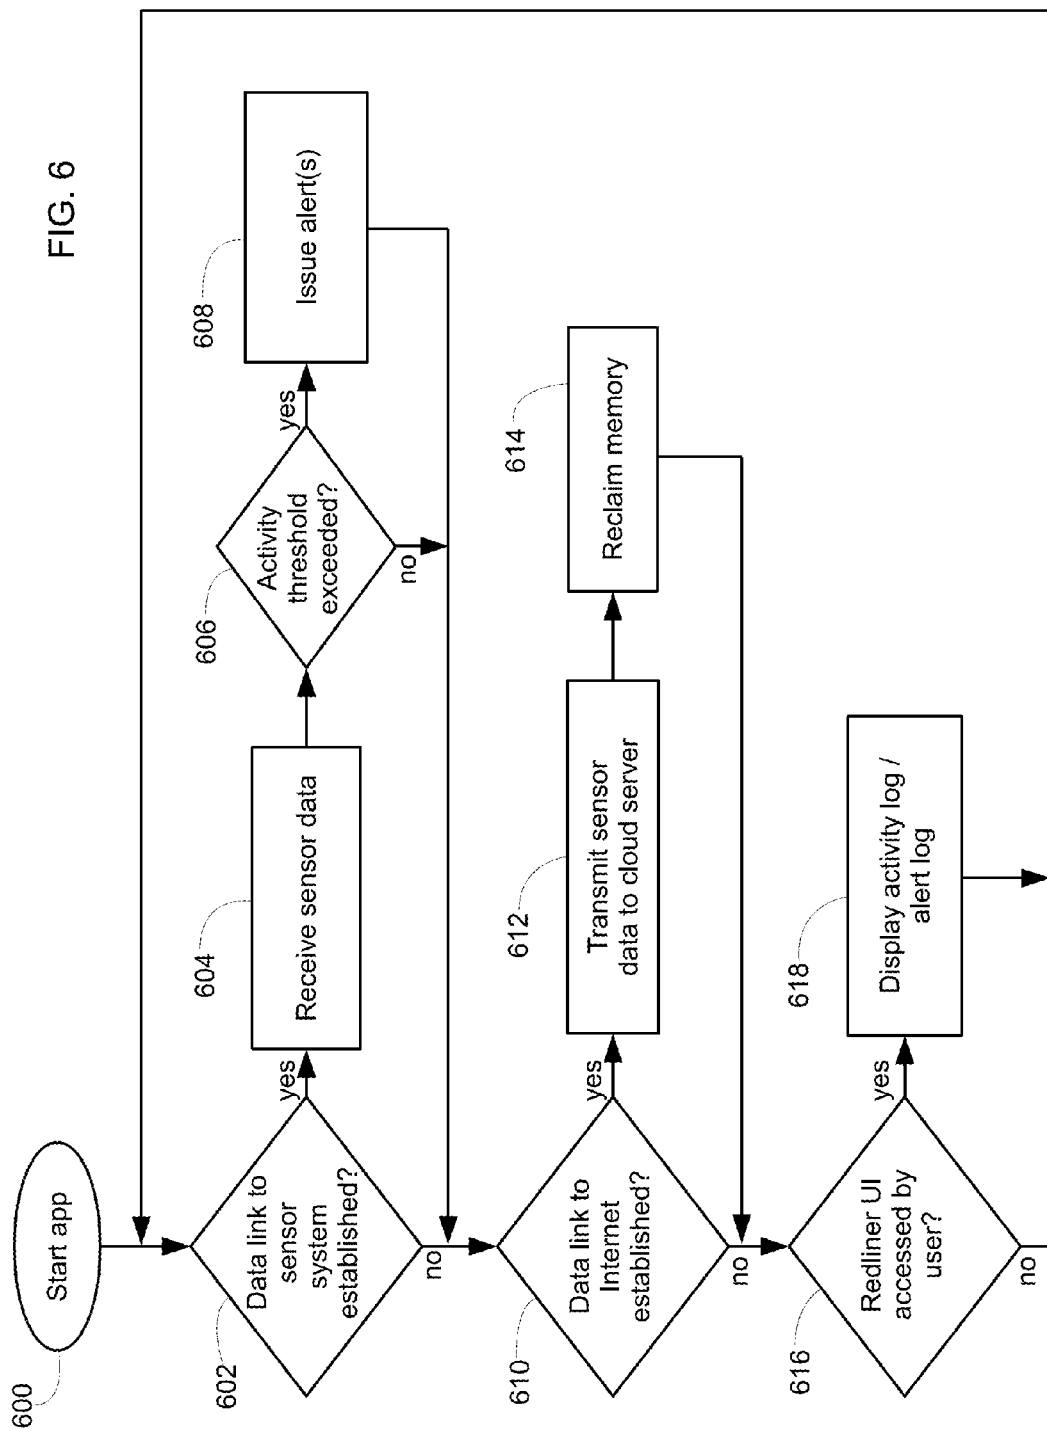 FIG. 6
600
Start app
602
Data link to
sensor
system
established?
yes
no
604
Receive sensor data
606
Activity
threshold
exceeded?
yes
no
608
Issue alert(s)
610
Data link to
Internet
established?
yes
no
612
Transmit sensor
data to cloud server
614
Reclaim memory
616
Redliner UI
accessed by
user?
yes
no
618
Display activity log /
alert log